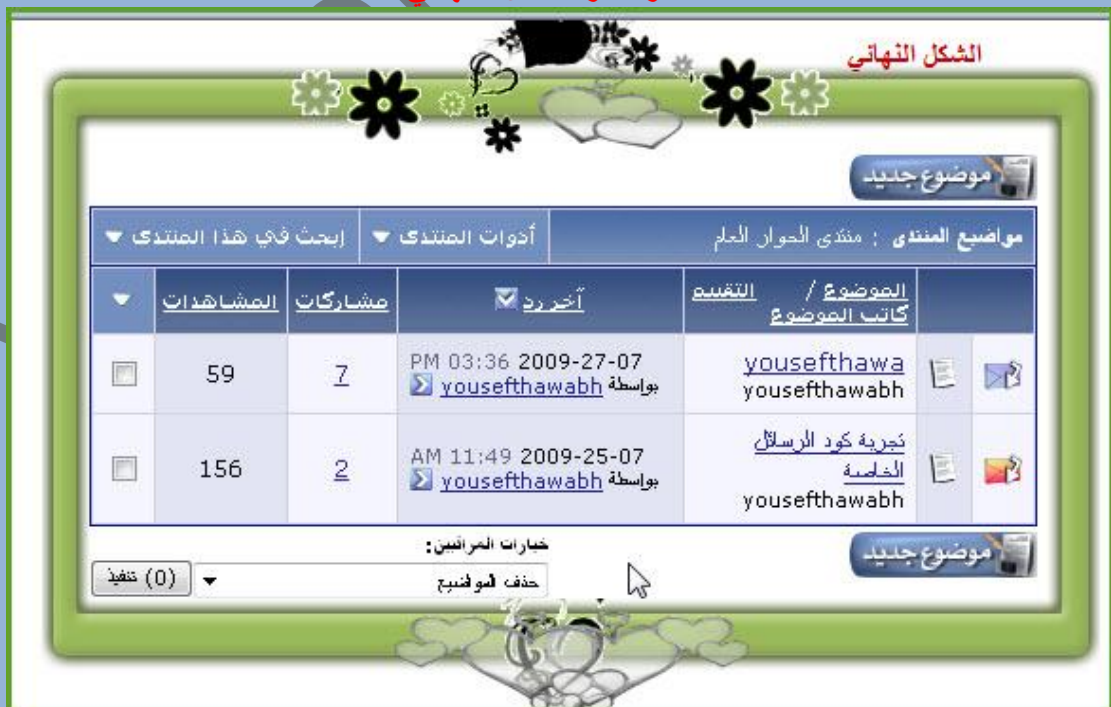 الشكل النهائي
موضوع جديد
مواضيع المنتدى : منتدى الحوار العام
أدوات المنتدى
إبحث في هذا المنتدى
الموضوع / كاتب الموضوع
التقييم
آخر رد
مشاركات
المشاهدات
yousefthawa
yousefthawabh
2009-27-07 03:36 PM
بواسطة yousefthawabh
7
59
تجربة كود الرسائل
الخاصة
yousefthawabh
2009-25-07 11:49 AM
بواسطة yousefthawabh
2
156
موضوع جديد
خيارات المراقبين:
حذف المواضيع
تنفيذ (0)